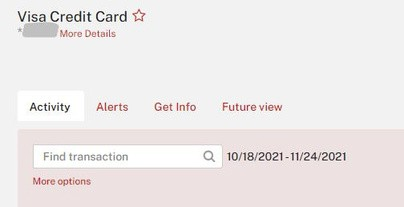 Visa Credit Card
* More Details
Activity Alerts Get Info Future view
Find transaction 10/18/2021 - 11/24/2021
More options